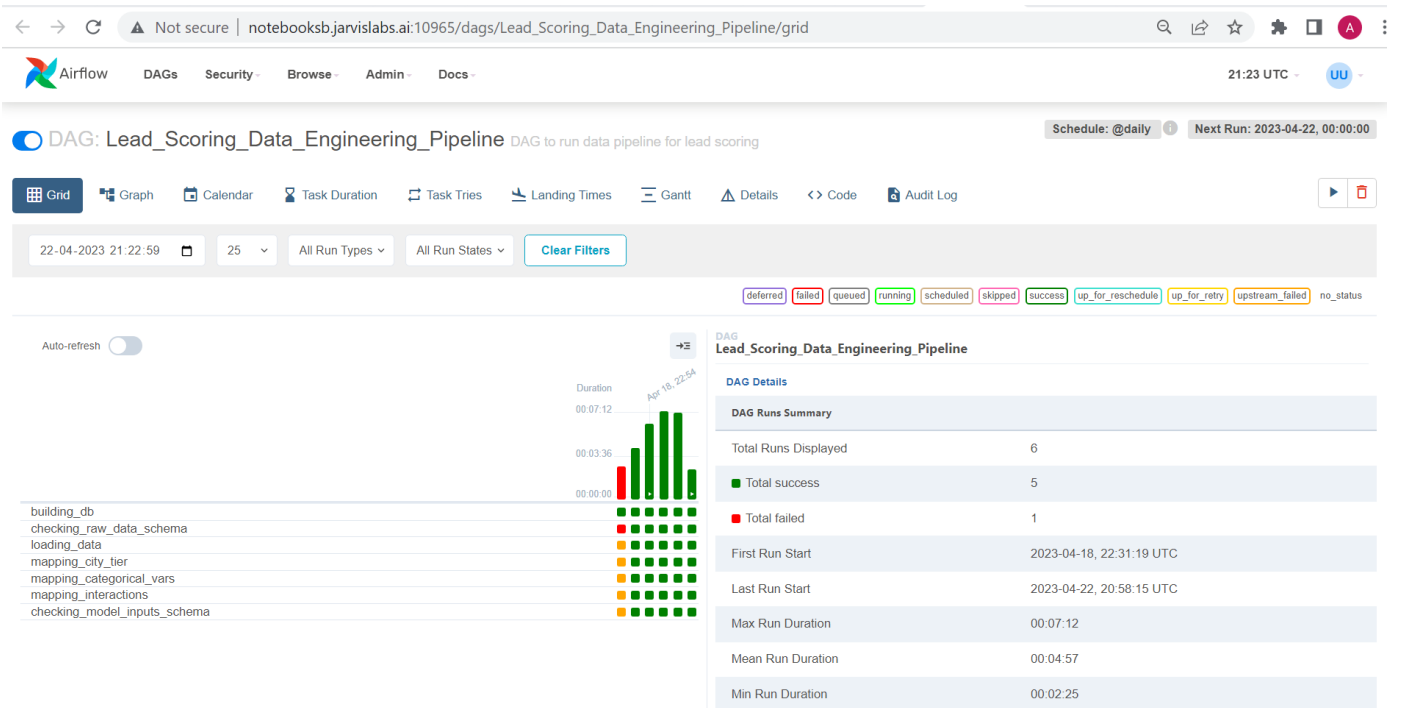 Not secure | notebooksb.jarvislabs.ai:10965/dags/Lead_Scoring_Data_Engineering_Pipeline/grid A
Airflow DAGs Security Browse Admin Docs 21:23 UTC UU
DAG: Lead_Scoring_Data_Engineering_Pipeline DAG to run data pipeline for lead scoring Schedule: @daily i Next Run: 2023-04-22, 00:00:00
Grid Graph Calendar Task Duration Task Tries Landing Times Gantt Details <> Code Audit Log
22-04-2023 21:22:59 25 All Run Types All Run States Clear Filters
deferred failed queued running scheduled skipped success up_for_reschedule up_for_retry upstream_failed no_status
Auto-refresh
Duration
Apr 18, 22:54
00:07:12
00:03:36
00:00:00
building_db
checking_raw_data_schema
loading_data
mapping_city_tier
mapping_categorical_vars
mapping_interactions
checking_model_inputs_schema
DAG
Lead_Scoring_Data_Engineering_Pipeline
DAG Details
DAG Runs Summary
Total Runs Displayed 6
Total success 5
Total failed 1
First Run Start 2023-04-18, 22:31:19 UTC
Last Run Start 2023-04-22, 20:58:15 UTC
Max Run Duration 00:07:12
Mean Run Duration 00:04:57
Min Run Duration 00:02:25